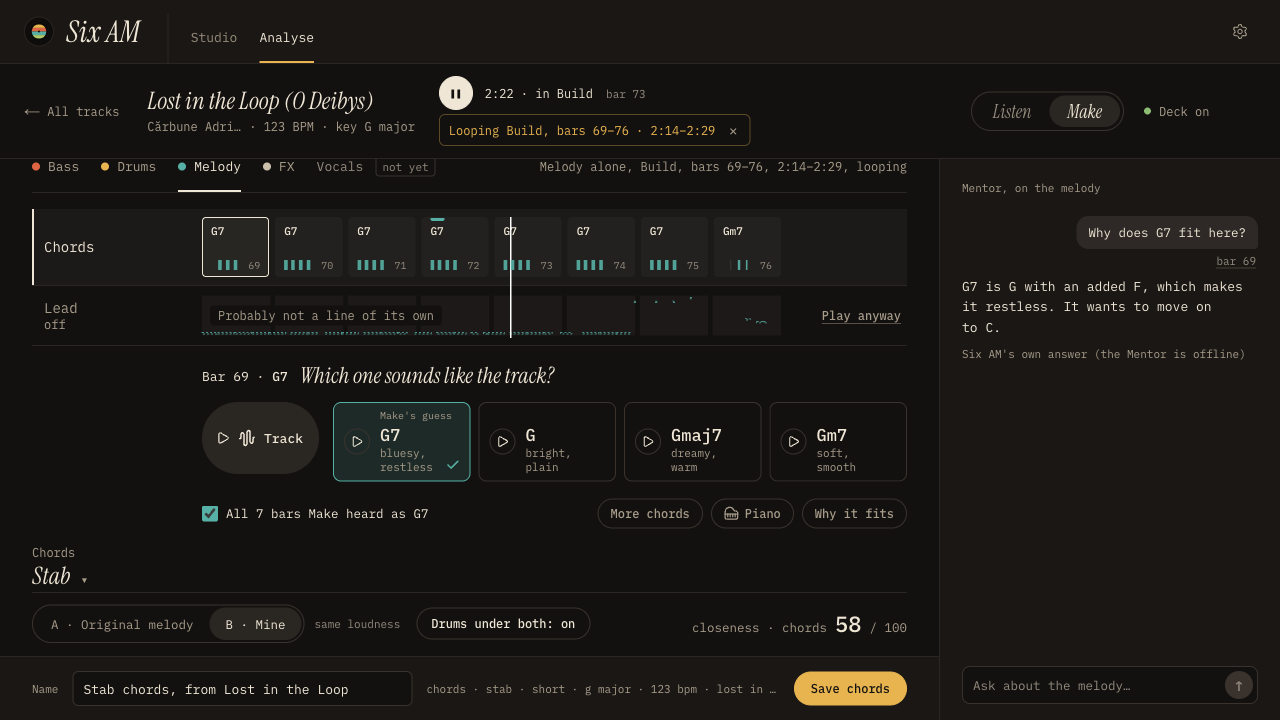 Six AM
Studio
Analyse
← All tracks
Lost in the Loop (O Deibys)
Cărbune Adri… · 123 BPM · key G major
2:22 · in Build bar 73
Looping Build, bars 69–76 · 2:14–2:29 ×
Listen
Make
Deck on
Bass
Drums
Melody
FX
Vocals not yet
Melody alone, Build, bars 69–76, 2:14–2:29, looping
Chords
G7 69
G7 70
G7 71
G7 72
G7 73
G7 74
G7 75
Gm7 76
Lead
off
Probably not a line of its own
Play anyway
Bar 69 · G7 Which one sounds like the track?
Track
Make's guess
G7
bluesy,
restless
G
bright,
plain
Gmaj7
dreamy,
warm
Gm7
soft,
smooth
All 7 bars Make heard as G7
More chords
Piano
Why it fits
Chords
Stab ▾
A · Original melody
B · Mine
same loudness
Drums under both: on
closeness · chords 58 / 100
Name
Stab chords, from Lost in the Loop
chords · stab · short · g major · 123 bpm · lost in …
Save chords
Mentor, on the melody
Why does G7 fit here?
bar 69
G7 is G with an added F, which makes
it restless. It wants to move on
to C.
Six AM's own answer (the Mentor is offline)
Ask about the melody…
↑